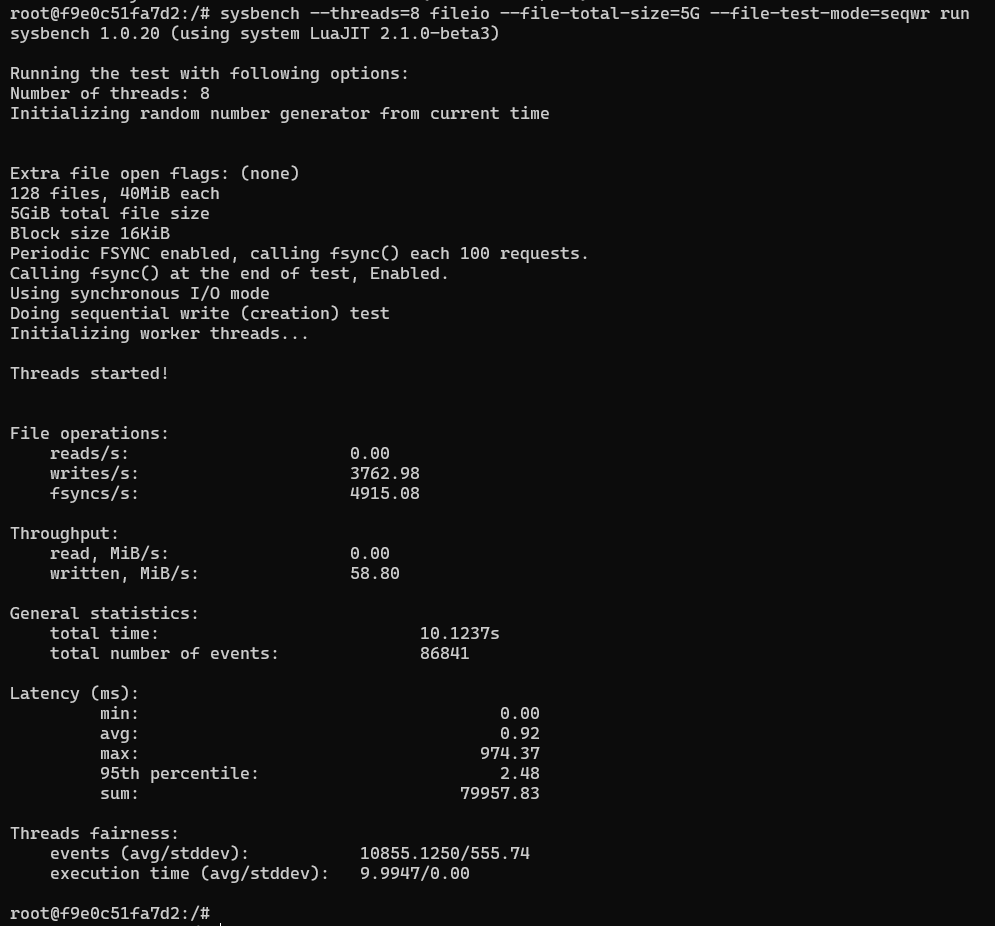 root@f9e0c51fa7d2:/# sysbench --threads=8 fileio --file-total-size=5G --file-test-mode=seqwr run
sysbench 1.0.20 (using system LuaJIT 2.1.0-beta3)
Running the test with following options:
Number of threads: 8
Initializing random number generator from current time
Extra file open flags: (none)
128 files, 40MiB each
5GiB total file size
Block size 16KiB
Periodic FSYNC enabled, calling fsync() each 100 requests.
Calling fsync() at the end of test, Enabled.
Using synchronous I/O mode
Doing sequential write (creation) test
Initializing worker threads...
Threads started!
File operations:
reads/s: 0.00
writes/s: 3762.98
fsyncs/s: 4915.08
Throughput:
read, MiB/s: 0.00
written, MiB/s: 58.80
General statistics:
total time: 10.1237s
total number of events: 86841
Latency (ms):
min: 0.00
avg: 0.92
max: 974.37
95th percentile: 2.48
sum: 79957.83
Threads fairness:
events (avg/stddev): 10855.1250/555.74
execution time (avg/stddev): 9.9947/0.00
root@f9e0c51fa7d2:/#